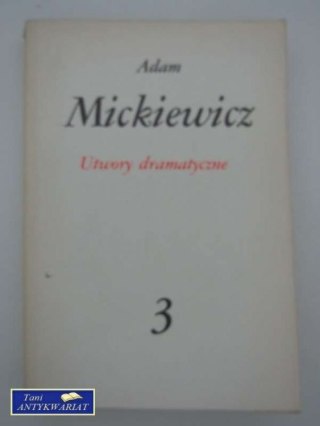 Adam
Mickiewicz
Utwory dramatyczne
3
Tani
ANTYKWARIAT